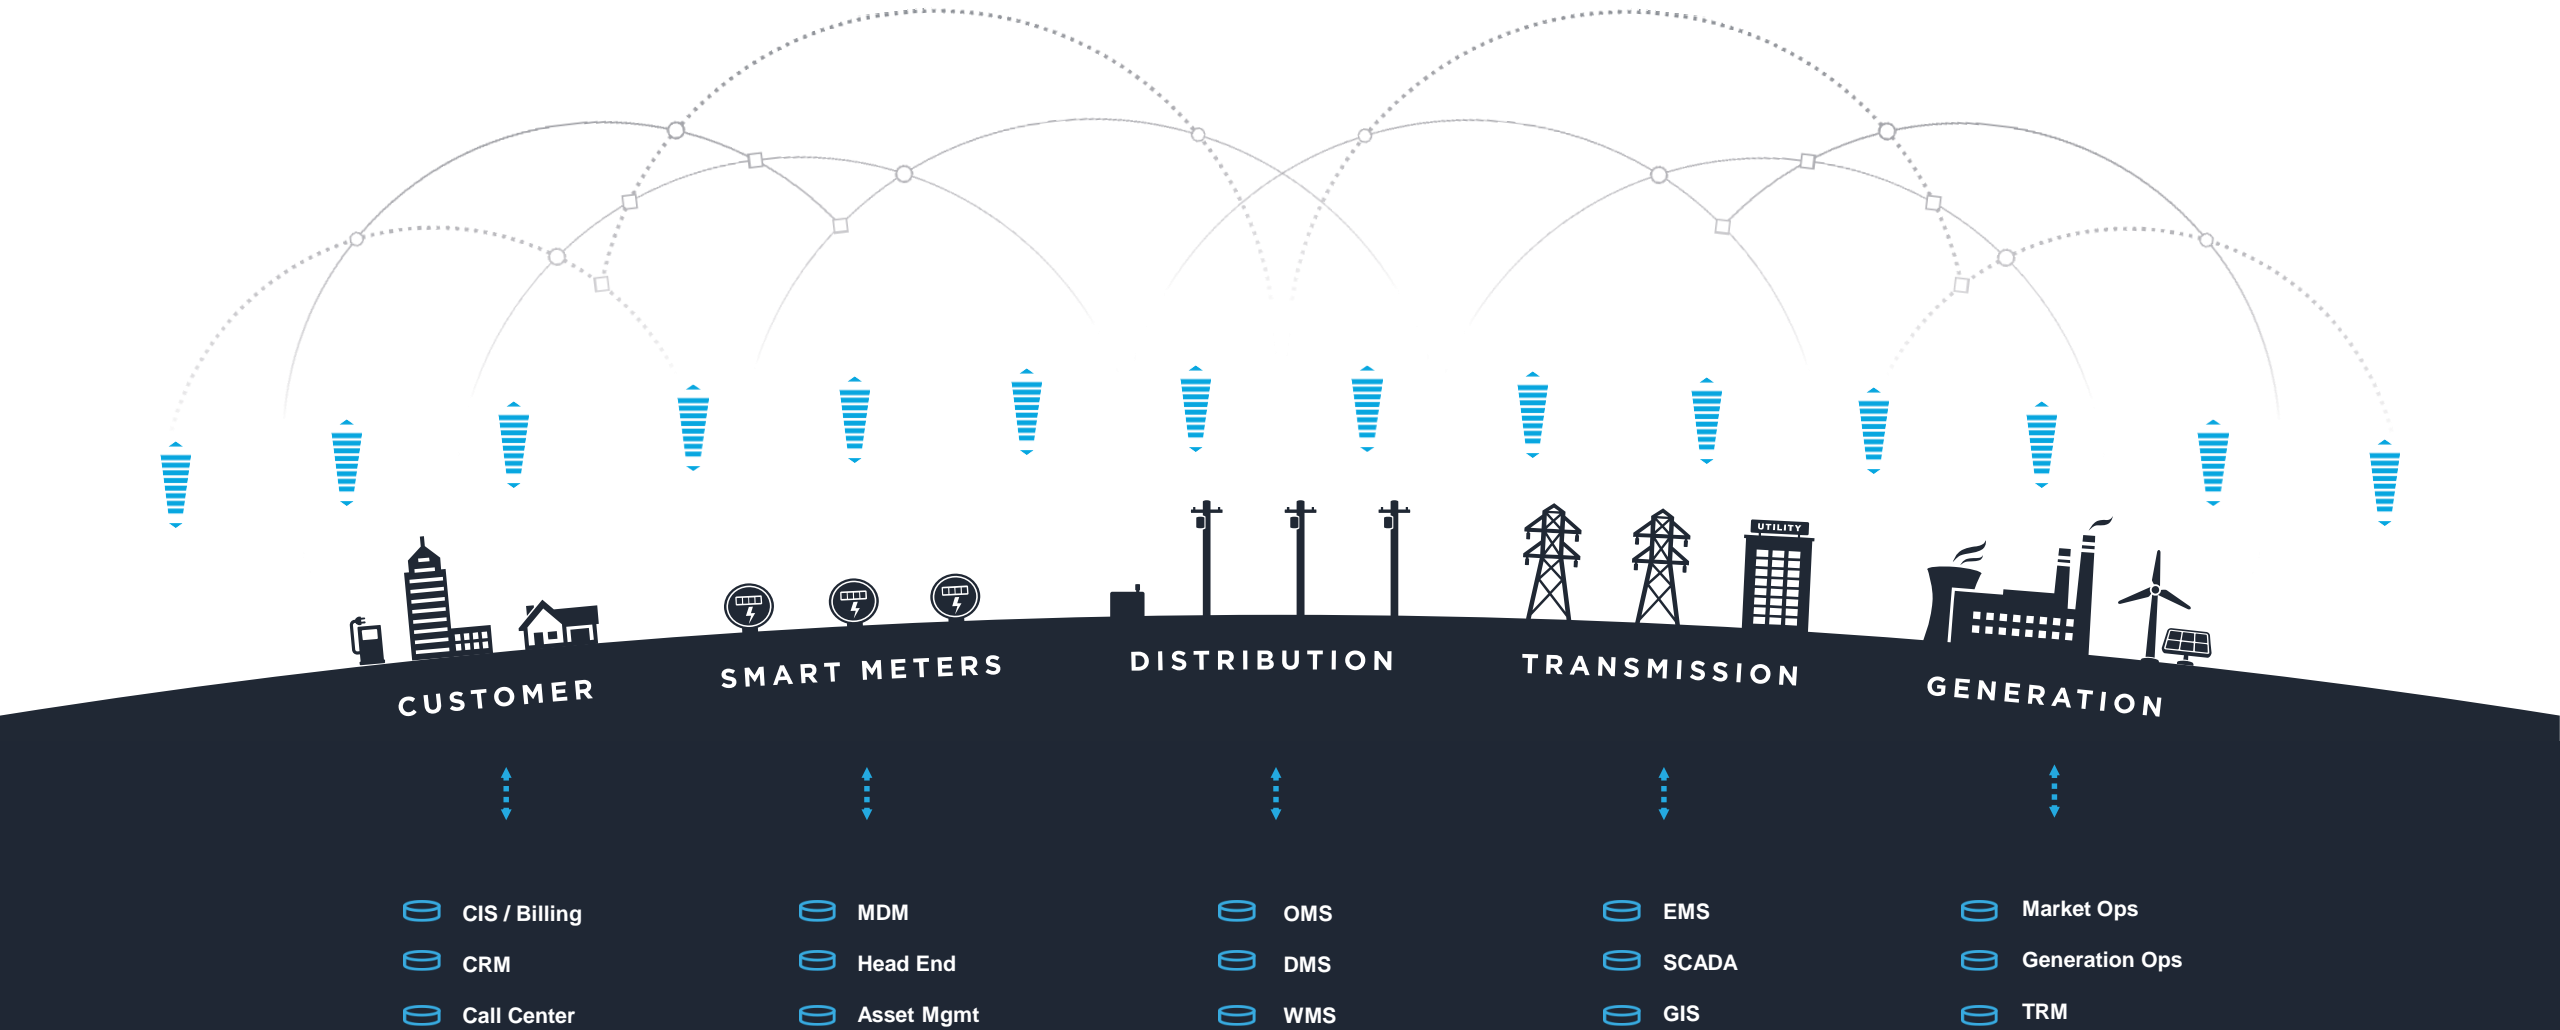 UTILITY
CUSTOMER
SMART METERS
DISTRIBUTION
TRANSMISSION
GENERATION
CIS / Billing
CRM
Call Center
MDM
Head End
Asset Mgmt
OMS
DMS
WMS
EMS
SCADA
GIS
Market Ops
Generation Ops
TRM